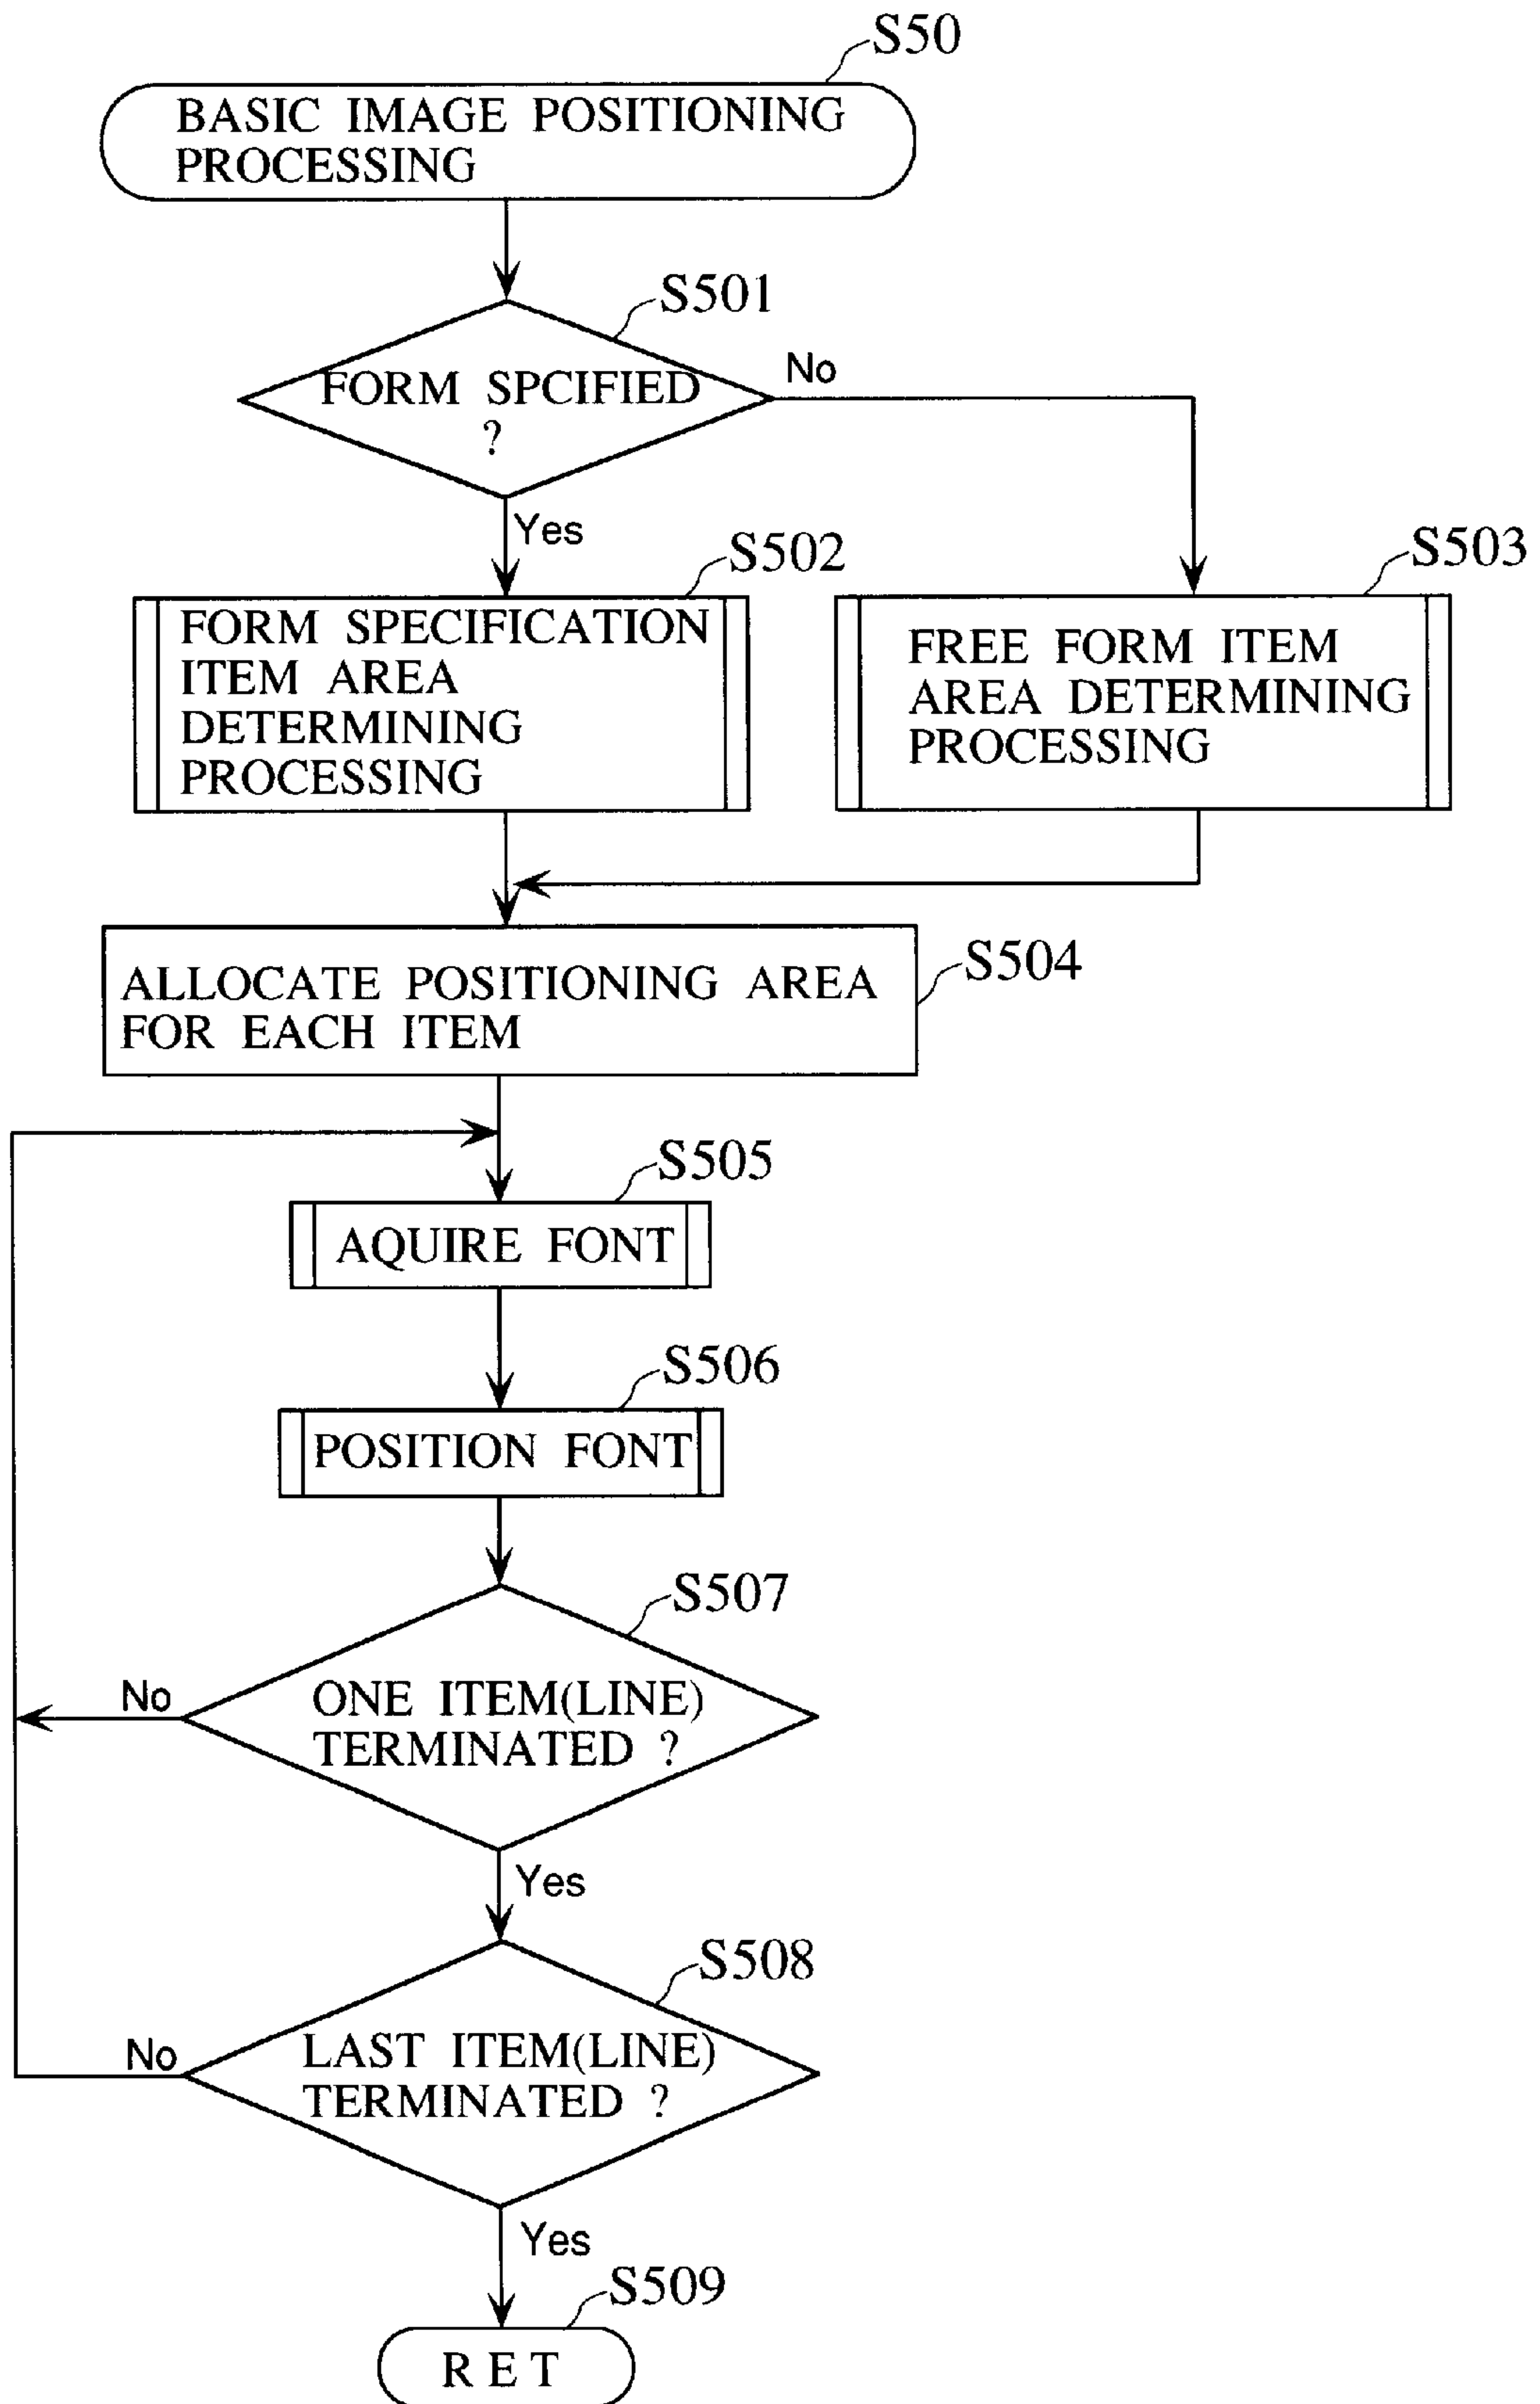 S50
BASIC IMAGE POSITIONING
PROCESSING
S501
FORM SPCIFIED
?
No
Yes
S502
FORM SPECIFICATION
ITEM AREA
DETERMINING
PROCESSING
S503
FREE FORM ITEM
AREA DETERMINING
PROCESSING
S504
ALLOCATE POSITIONING AREA
FOR EACH ITEM
S505
AQUIRE FONT
S506
POSITION FONT
S507
ONE ITEM(LINE)
TERMINATED ?
No
Yes
S508
LAST ITEM(LINE)
TERMINATED ?
No
Yes
S509
RET